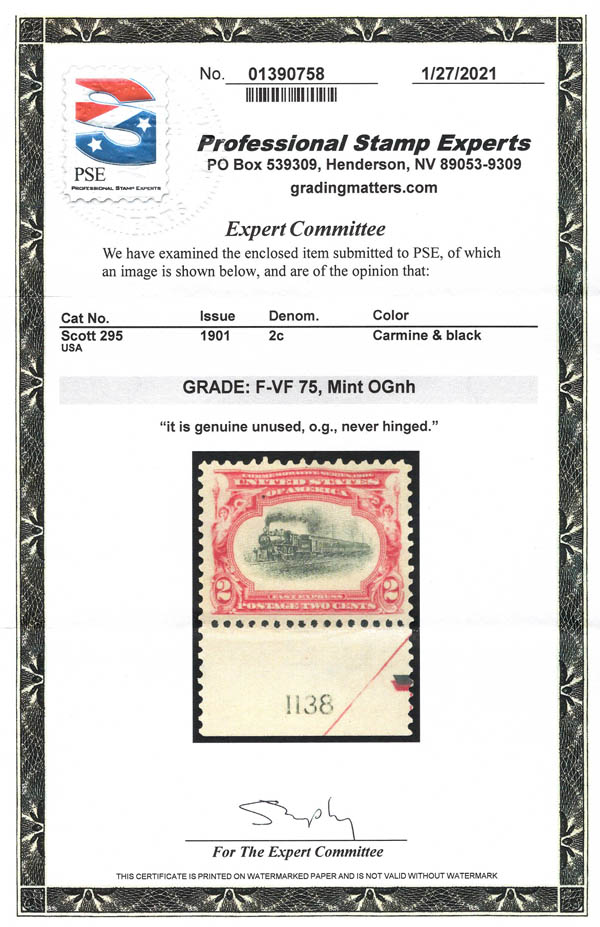 No. 01390758 1/27/2021
PSE
PROFESSIONAL STAMP EXPERTS
Professional Stamp Experts
PO Box 539309, Henderson, NV 89053-9309
gradingmatters.com
Expert Committee
We have examined the enclosed item submitted to PSE, of which
an image is shown below, and are of the opinion that:
Cat No. Issue Denom. Color
Scott 295 1901 2c Carmine & black
USA
GRADE: F-VF 75, Mint OGnh
“it is genuine unused, o.g., never hinged.”
UNITED STATES
OF AMERICA
2 2
FAST EXPRESS
POSTAGE TWO CENTS
1138
For The Expert Committee
THIS CERTIFICATE IS PRINTED ON WATERMARKED PAPER AND IS NOT VALID WITHOUT WATERMARK